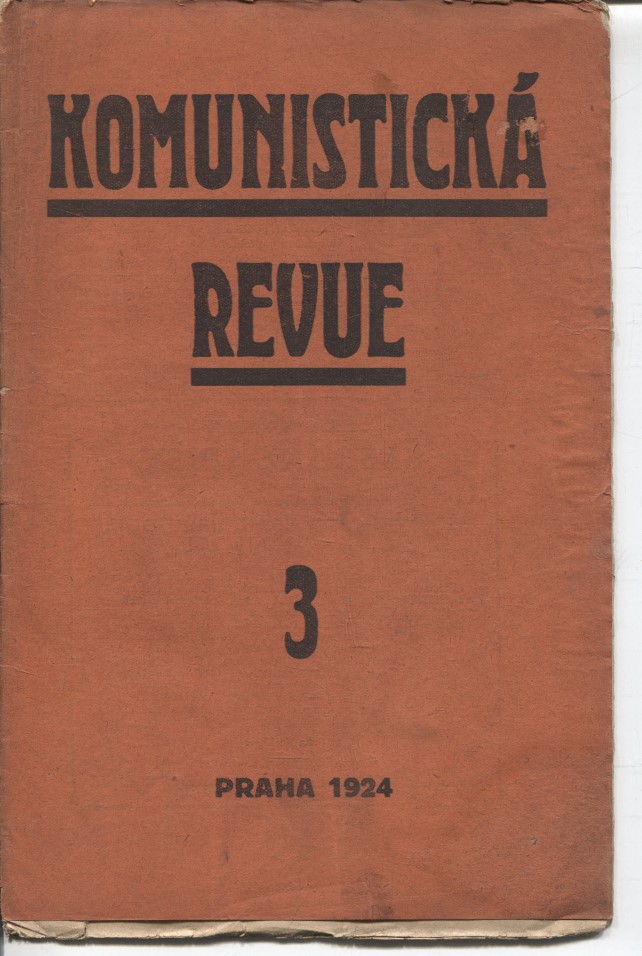 KOMUNISTICKÁ
REVUE
3
PRAHA 1924